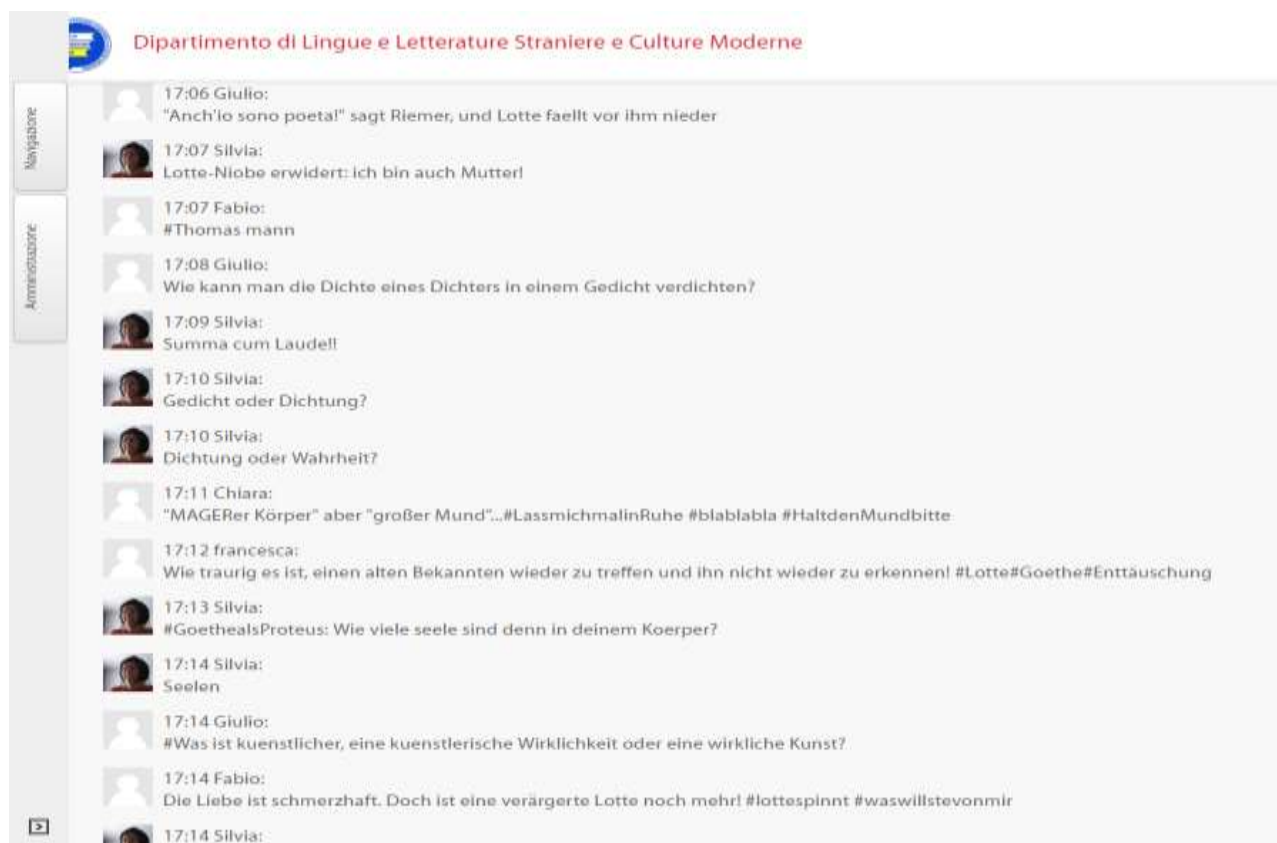 Dipartimento di Lingue e Letterature Straniere e Culture Moderne
Navigazione
Amministrazione
17:06 Giulio:
"Anch'io sono poeta!" sagt Riemer, und Lotte faellt vor ihm nieder
17:07 Silvia:
Lotte-Niobe erwidert: ich bin auch Mutter!
17:07 Fabio:
#Thomas mann
17:08 Giulio:
Wie kann man die Dichte eines Dichters in einem Gedicht verdichten?
17:09 Silvia:
Summa cum Laude!!
17:10 Silvia:
Gedicht oder Dichtung?
17:10 Silvia:
Dichtung oder Wahrheit?
17:11 Chiara:
"MAGERer Körper" aber "großer Mund"...#LassmichmalinRuhe #blablabla #HaltdenMundbitte
17:12 francesca:
Wie traurig es ist, einen alten Bekannten wieder zu treffen und ihn nicht wieder zu erkennen! #Lotte#Goethe#Enttäuschung
17:13 Silvia:
#GoethealsProteus: Wie viele seele sind denn in deinem Koerper?
17:14 Silvia:
Seelen
17:14 Giulio:
#Was ist kuenstlicher, eine kuenstlerische Wirklichkeit oder eine wirkliche Kunst?
17:14 Fabio:
Die Liebe ist schmerzhaft. Doch ist eine verärgerte Lotte noch mehr! #lottespinnt #waswillstevonmir
17:14 Silvia: